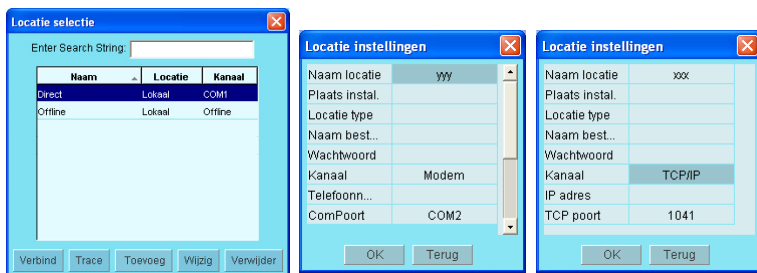 Locatie selectie
Enter Search String:
Naam Locatie Kanaal
Direct Lokaal COM1
Offline Lokaal Offline
Verbind Trace Toevoeg Wijzig Verwijder
Locatie instellingen
Naam locatie yyy
Plaats instal.
Locatie type
Naam best...
Wachtwoord
Kanaal Modem
Telefoonn...
ComPoort COM2
OK Terug
Locatie instellingen
Naam locatie xxx
Plaats instal.
Locatie type
Naam best...
Wachtwoord
Kanaal TCP/IP
IP adres
TCP poort 1041
OK Terug